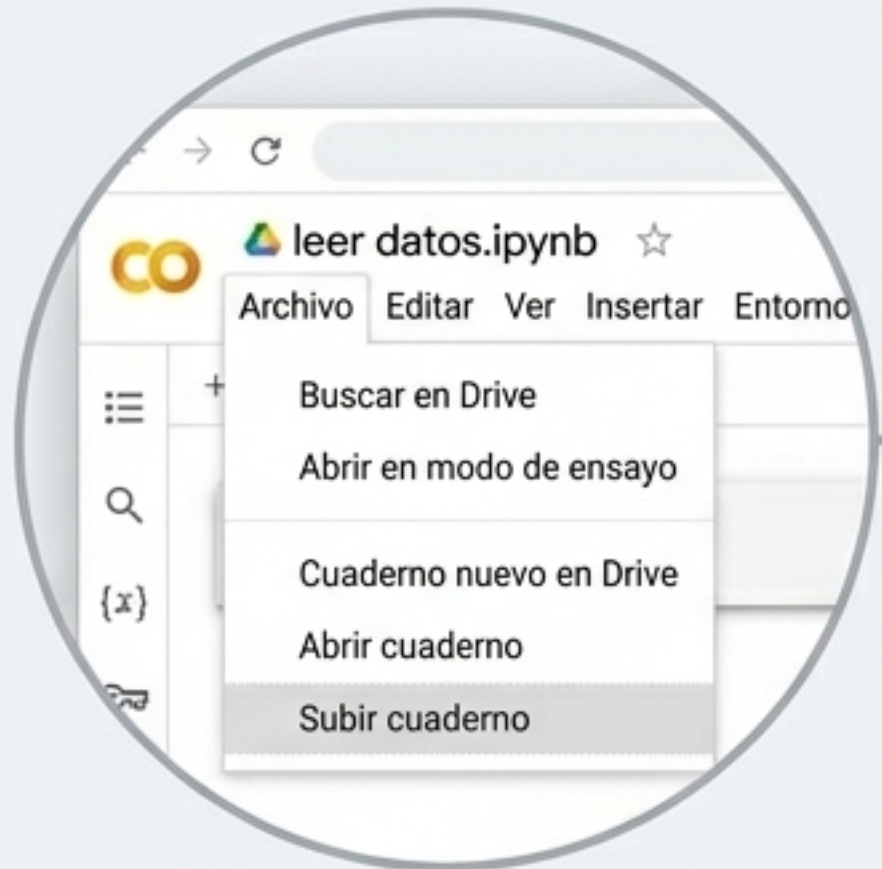 CO
leer datos.ipynb
Archivo Editar Ver Insertar Entorno
Buscar en Drive
Abrir en modo de ensayo
Cuaderno nuevo en Drive
{x}
Abrir cuaderno
Subir cuaderno